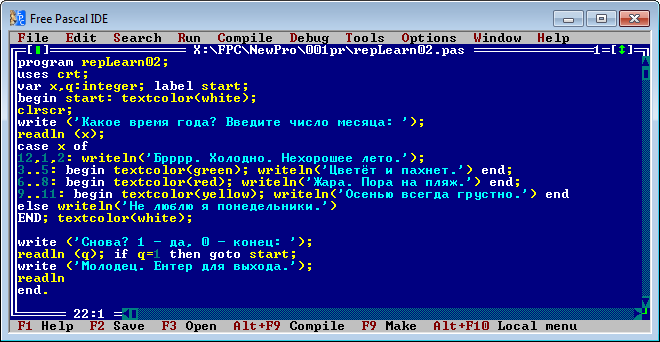 Free Pascal IDE
File Edit Search Run Compile Debug Tools Options Window Help
X:\FPC\NewPro\001pr\repLearn02.pas 1=[↕]
program repLearn02;
uses crt;
var x,q:integer; label start;
begin start: textcolor(white);
clrscr;
write ('Какое время года? Введите число месяца: ');
readln (x);
case x of
12,1,2: writeln('Брррр. Холодно. Нехорошее лето.');
3..5: begin textcolor(green); writeln('Цветёт и пахнет.') end;
6..8: begin textcolor(red); writeln('Жара. Пора на пляж.') end;
9..11: begin textcolor(yellow); writeln('Осенью всегда грустно.') end
else writeln('Не люблю я понедельники.')
END; textcolor(white);
write ('Снова? 1 - да, 0 - конец: ');
readln (q); if q=1 then goto start;
write ('Молодец. Ентер для выхода.');
readln
end.
22:1
F1 Help F2 Save F3 Open Alt+F9 Compile F9 Make Alt+F10 Local menu